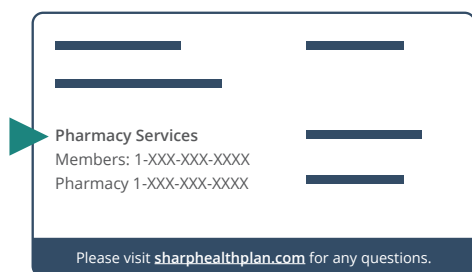 Pharmacy Services
Members: 1-XXX-XXX-XXXX
Pharmacy 1-XXX-XXX-XXXX
Please visit sharphealthplan.com for any questions.